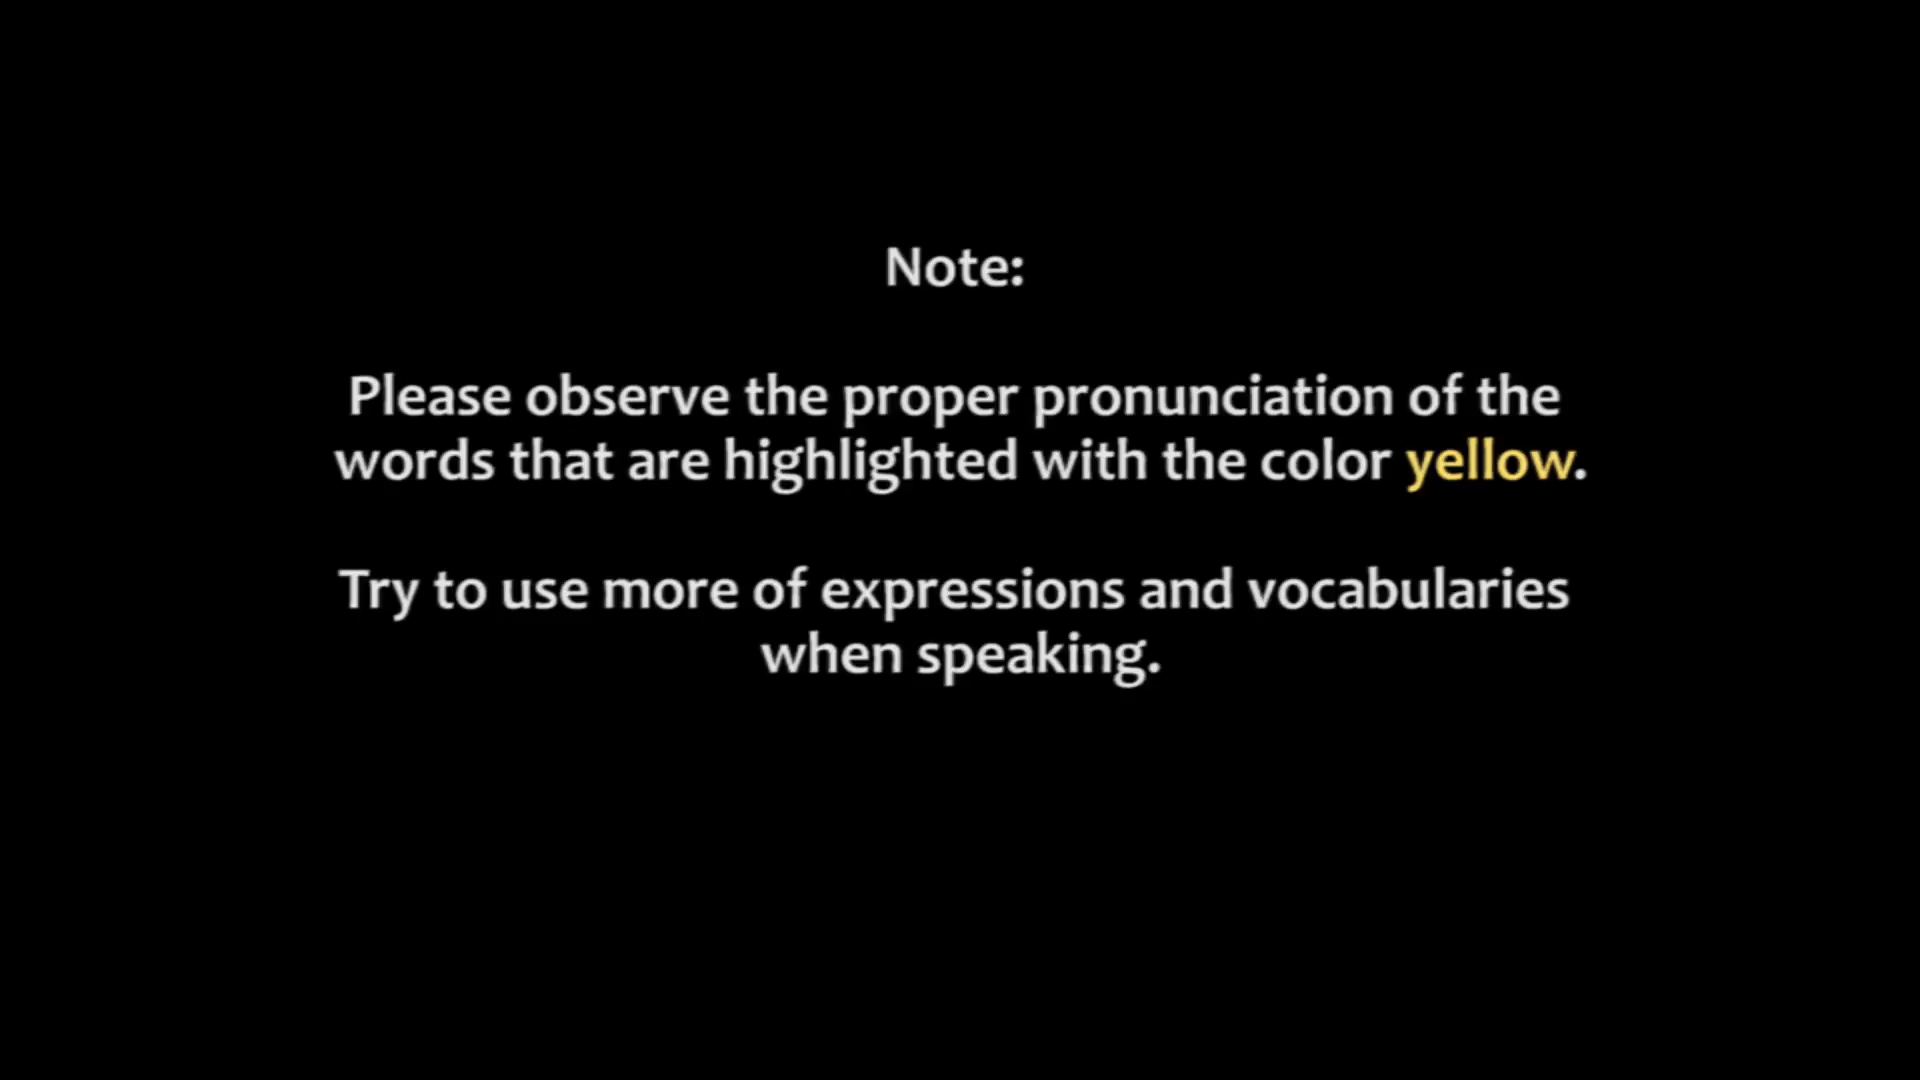 Note:
Please observe the proper pronunciation of the
words that are highlighted with the color yellow.
Try to use more of expressions and vocabularies
when speaking.